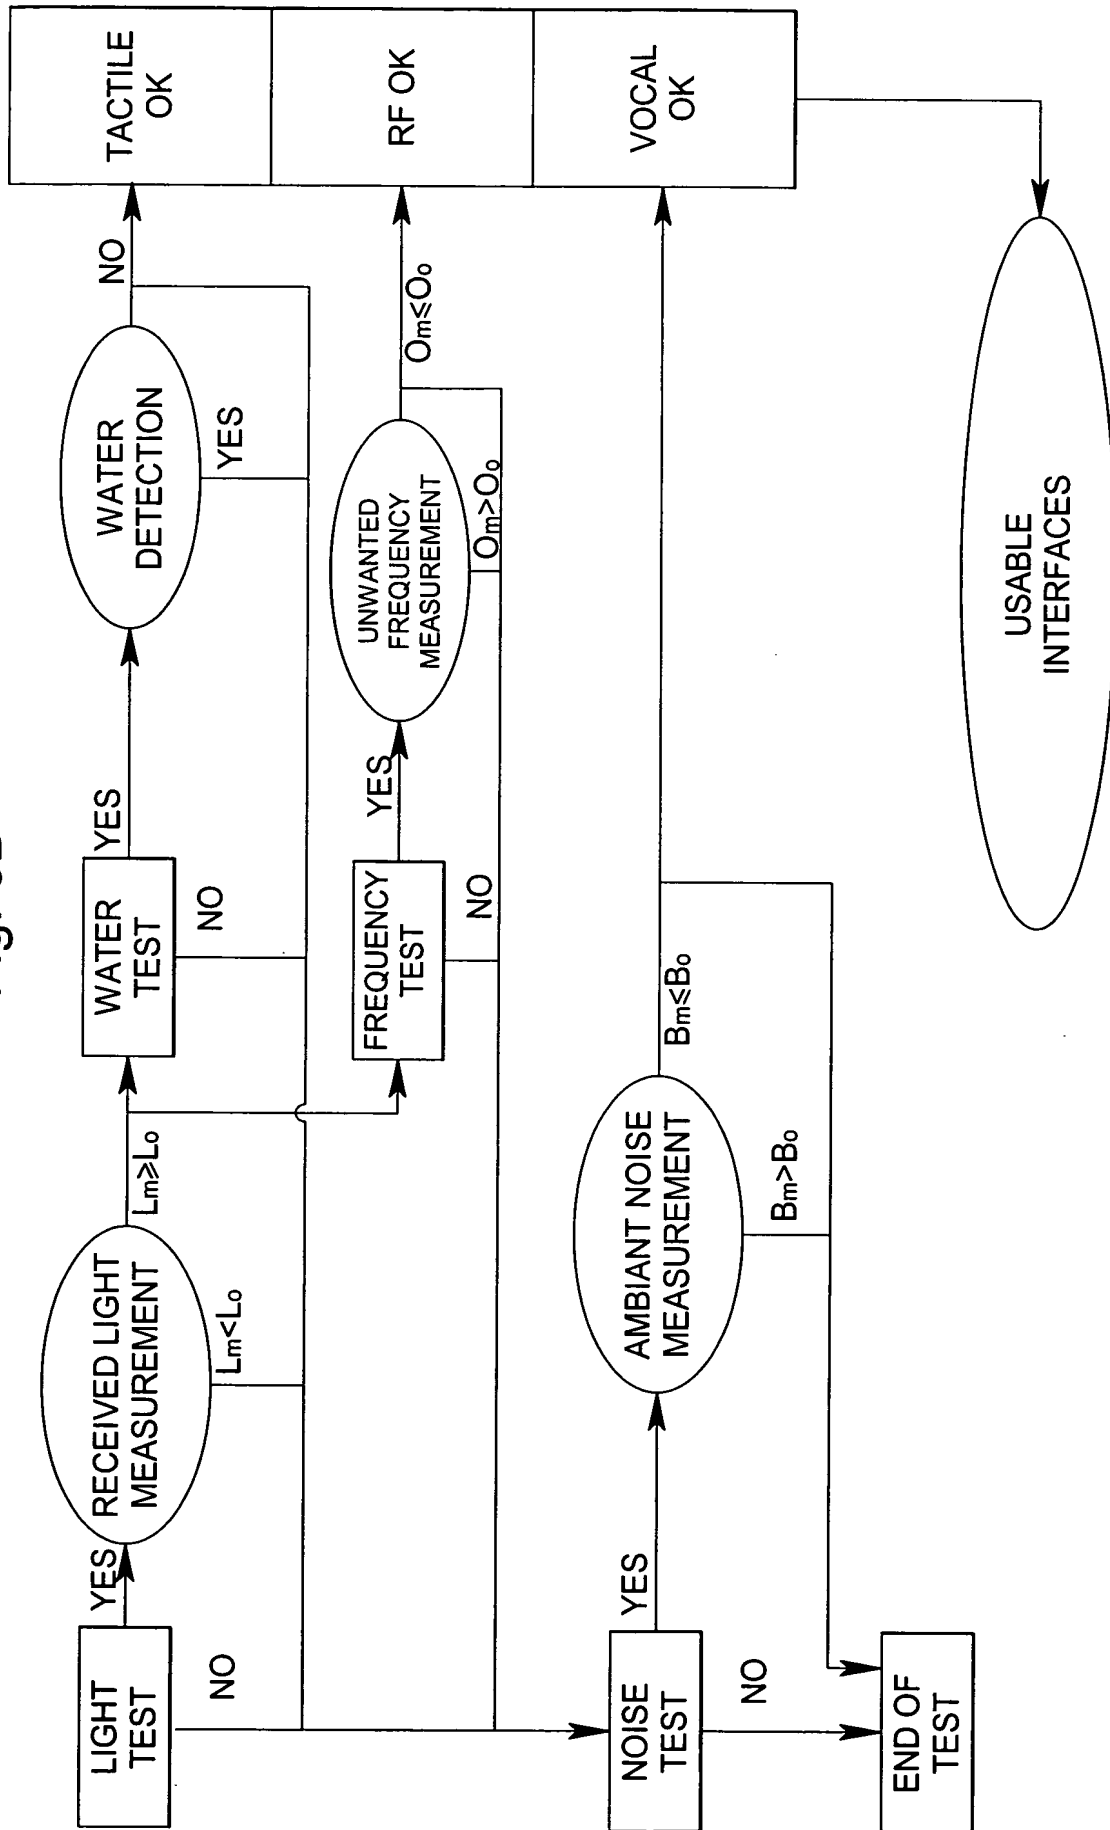 LIGHT
TEST
YES
NO
RECEIVED LIGHT
MEASUREMENT
Lm≥Lo
Lm<Lo
WATER
TEST
YES
NO
WATER
DETECTION
NO
YES
TACTILE
OK
FREQUENCY
TEST
YES
NO
UNWANTED
FREQUENCY
MEASUREMENT
Om≤Oo
Om>Oo
RF OK
NOISE
TEST
YES
NO
AMBIANT NOISE
MEASUREMENT
Bm≤Bo
Bm>Bo
VOCAL
OK
END OF
TEST
USABLE
INTERFACES